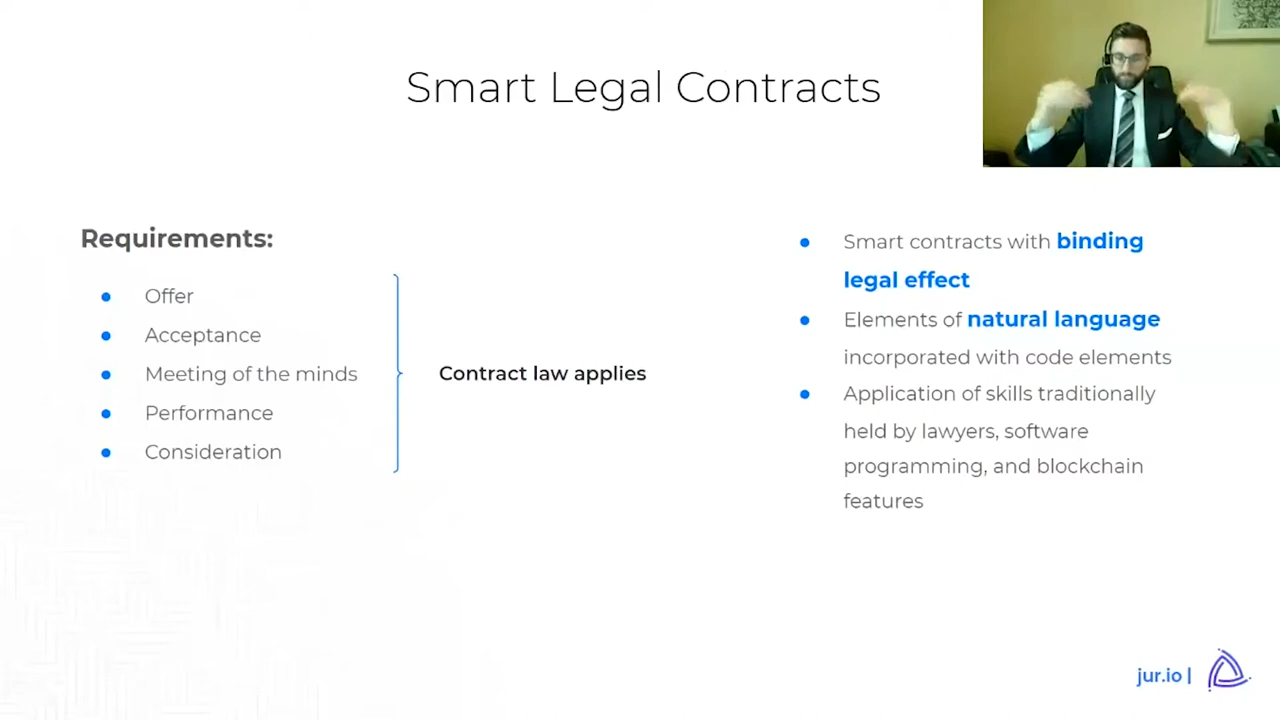 Smart Legal Contracts
Requirements:
Offer
Acceptance
Meeting of the minds
Performance
Consideration
Contract law applies
Smart contracts with binding
legal effect
Elements of natural language
incorporated with code elements
Application of skills traditionally
held by lawyers, software
programming, and blockchain
features
jur.io |